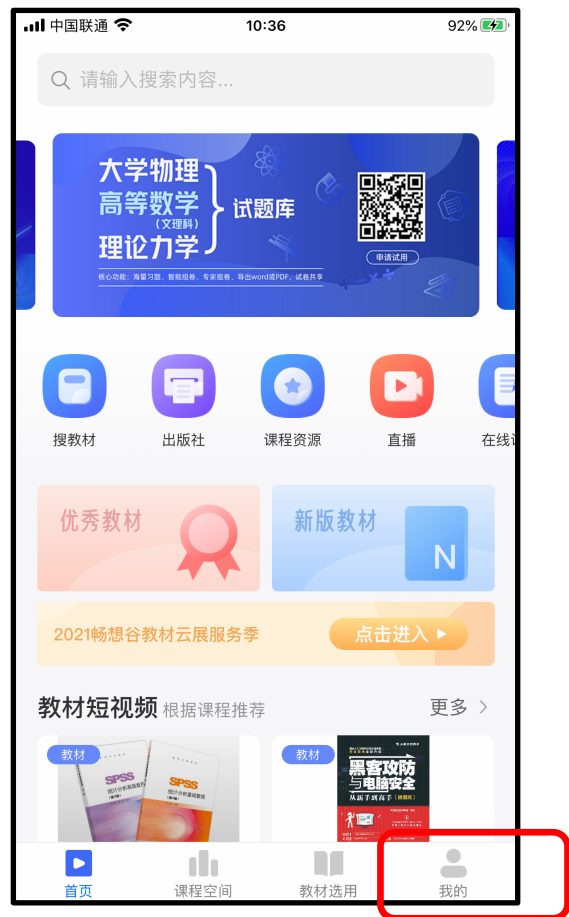 中国联通 10:36 92%
请输入搜索内容...
大学物理
高等数学
(文理科)
理论力学
试题库
申请试用
核心功能：海量习题、智能组卷、专家组卷、导出word或PDF、试卷共享
搜教材 出版社 课程资源 直播 在线
优秀教材 新版教材
N
2021畅想谷教材云展服务季 点击进入
教材短视频 根据课程推荐 更多
教材 教材
SPSS SPSS
统计分析基础教程
黑客攻防
与电脑安全
从新手到高手
首页 课程空间 教材选用 我的